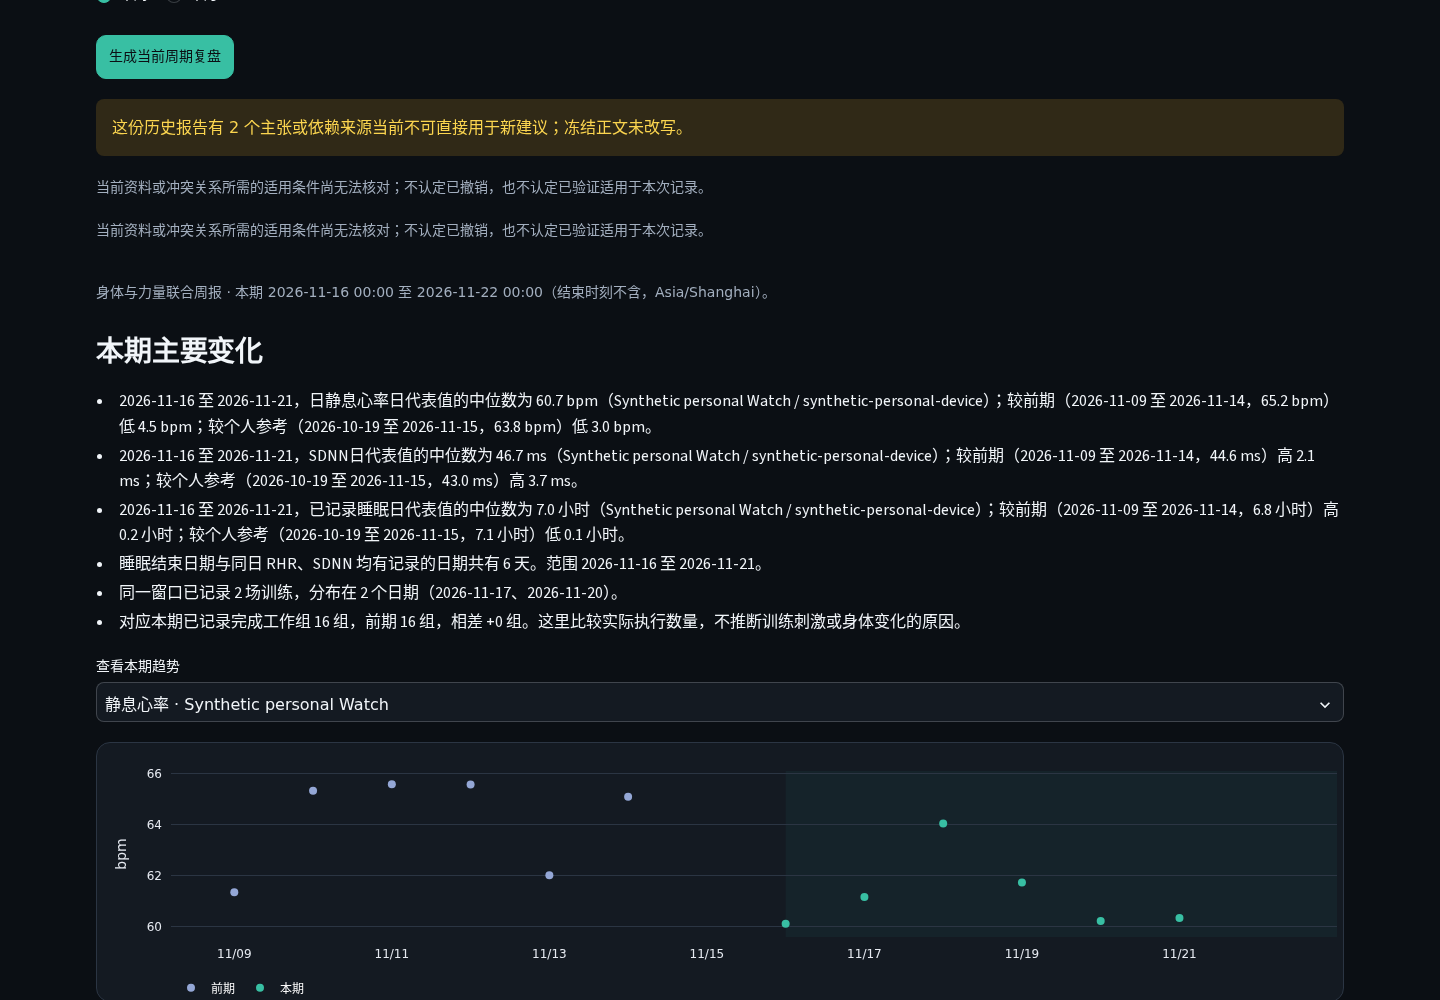 生成当前周期复盘
这份历史报告有 2 个主张或依赖来源当前不可直接用于新建议；冻结正文未改写。
当前资料或冲突关系所需的适用条件尚无法核对；不认定已撤销，也不认定已验证适用于本次记录。
当前资料或冲突关系所需的适用条件尚无法核对；不认定已撤销，也不认定已验证适用于本次记录。
身体与力量联合周报 · 本期 2026-11-16 00:00 至 2026-11-22 00:00（结束时刻不含，Asia/Shanghai）。
本期主要变化
2026-11-16 至 2026-11-21，日静息心率日代表值的中位数为 60.7 bpm（Synthetic personal Watch / synthetic-personal-device）；较前期（2026-11-09 至 2026-11-14，65.2 bpm）
低 4.5 bpm；较个人参考（2026-10-19 至 2026-11-15，63.8 bpm）低 3.0 bpm。
2026-11-16 至 2026-11-21，SDNN日代表值的中位数为 46.7 ms（Synthetic personal Watch / synthetic-personal-device）；较前期（2026-11-09 至 2026-11-14，44.6 ms）高 2.1
ms；较个人参考（2026-10-19 至 2026-11-15，43.0 ms）高 3.7 ms。
2026-11-16 至 2026-11-21，已记录睡眠日代表值的中位数为 7.0 小时（Synthetic personal Watch / synthetic-personal-device）；较前期（2026-11-09 至 2026-11-14，6.8 小时）高
0.2 小时；较个人参考（2026-10-19 至 2026-11-15，7.1 小时）低 0.1 小时。
睡眠结束日期与同日 RHR、SDNN 均有记录的日期共有 6 天。范围 2026-11-16 至 2026-11-21。
同一窗口已记录 2 场训练，分布在 2 个日期（2026-11-17、2026-11-20）。
对应本期已记录完成工作组 16 组，前期 16 组，相差 +0 组。这里比较实际执行数量，不推断训练刺激或身体变化的原因。
查看本期趋势
静息心率 · Synthetic personal Watch
66
64
62
60
bpm
11/09 11/11 11/13 11/15 11/17 11/19 11/21
前期 本期